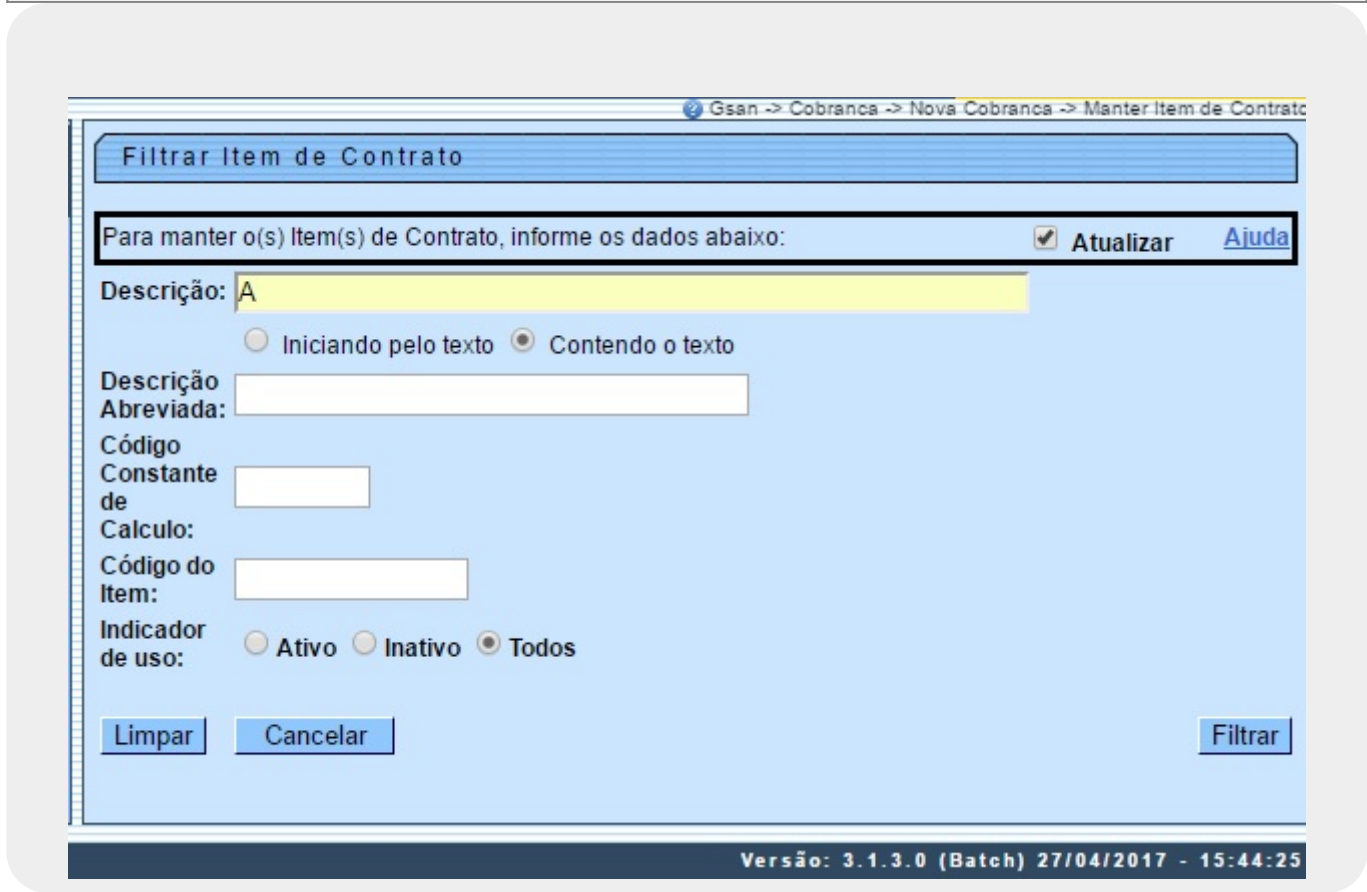 Gsan -> Cobranca -> Nova Cobranca -> Manter Item de Contrato
Filtrar Item de Contrato
Para manter o(s) Item(s) de Contrato, informe os dados abaixo: Atualizar Ajuda
Descrição: A
Iniciando pelo texto Contendo o texto
Descrição
Abreviada:
Código
Constante
de
Calculo:
Código do
Item:
Indicador
de uso: Ativo Inativo Todos
Limpar Cancelar Filtrar
Versão: 3.1.3.0 (Batch) 27/04/2017 - 15:44:25